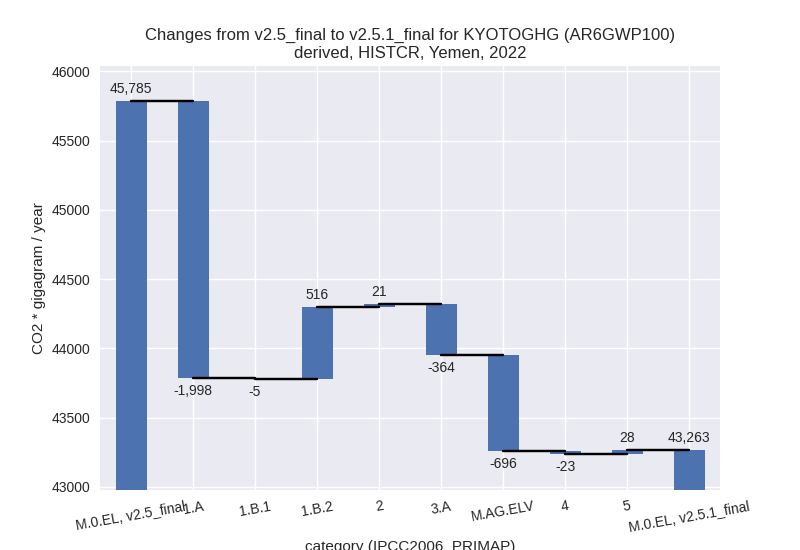 Changes from v2.5_final to v2.5.1_final for KYOTOGHG (AR6GWP100)
derived, HISTCR, Yemen, 2022
CO2 * gigagram / year
46000
45500
45000
44500
44000
43500
43000
45,785
-1,998
-5
516
21
-364
-696
-23
28
43,263
M.0.EL, v2.5_final
1.A
1.B.1
1.B.2
2
3.A
M.AG.ELV
4
5
M.0.EL, v2.5.1_final
category (IPCC2006_PRIMAP)